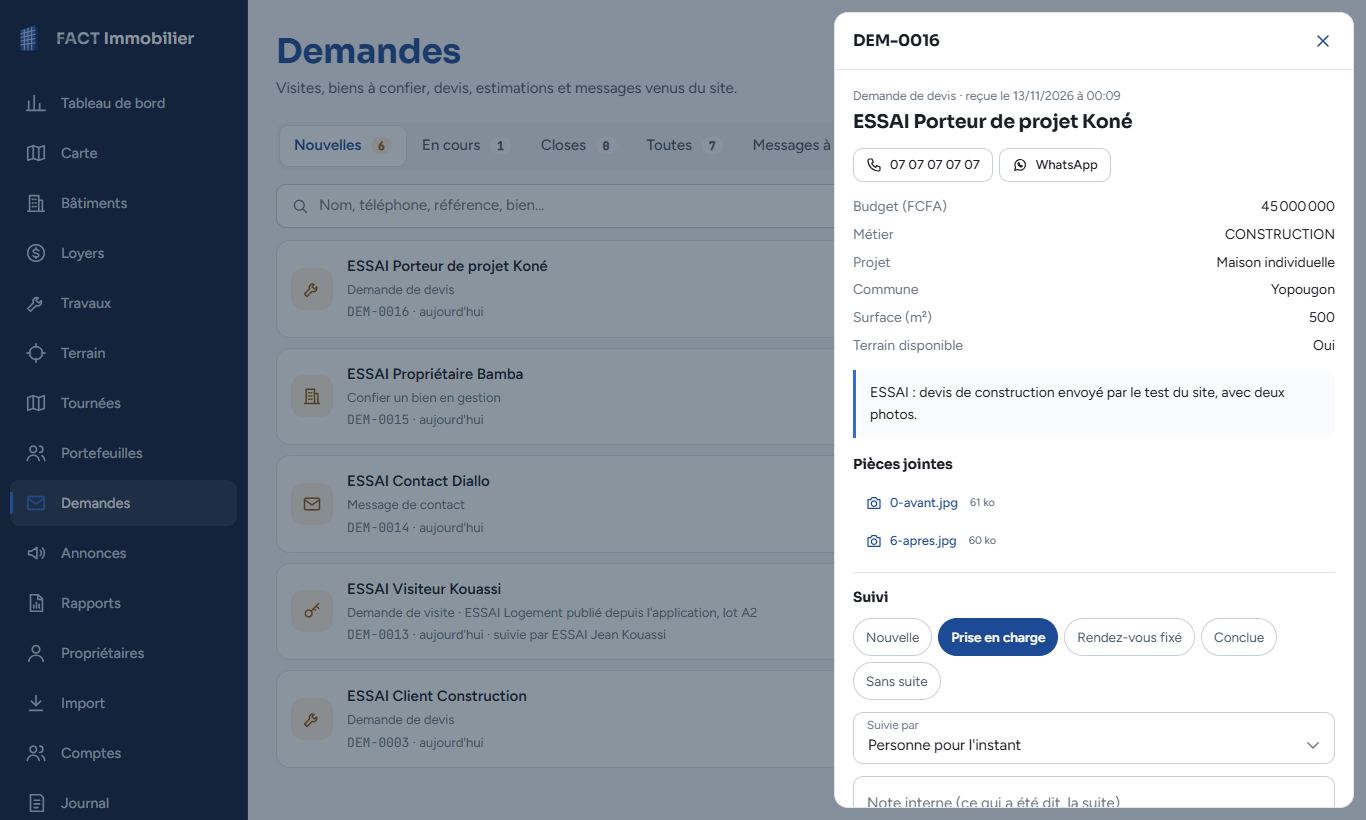 FACT Immobilier
Tableau de bord
Carte
Bâtiments
Loyers
Travaux
Terrain
Tournées
Portefeuilles
Demandes
Annonces
Rapports
Propriétaires
Import
Comptes
Journal
Demandes
Visites, biens à confier, devis, estimations et messages venus du site.
Nouvelles 6 En cours 1 Closes 0 Toutes 7 Messages à
Nom, téléphone, référence, bien...
ESSAI Porteur de projet Koné
Demande de devis
DEM-0016 · aujourd'hui
ESSAI Propriétaire Bamba
Confier un bien en gestion
DEM-0015 · aujourd'hui
ESSAI Contact Diallo
Message de contact
DEM-0014 · aujourd'hui
ESSAI Visiteur Kouassi
Demande de visite · ESSAI Logement publié depuis l'application, lot A2
DEM-0013 · aujourd'hui · suivie par ESSAI Jean Kouassi
ESSAI Client Construction
Demande de devis
DEM-0003 · aujourd'hui
DEM-0016
Demande de devis · reçue le 13/11/2026 à 00:09
ESSAI Porteur de projet Koné
07 07 07 07 07 WhatsApp
Budget (FCFA) 45 000 000
Métier CONSTRUCTION
Projet Maison individuelle
Commune Yopougon
Surface (m²) 500
Terrain disponible Oui
ESSAI : devis de construction envoyé par le test du site, avec deux
photos.
Pièces jointes
0-avant.jpg 61 ko
6-apres.jpg 60 ko
Suivi
Nouvelle Prise en charge Rendez-vous fixé Conclue
Sans suite
Suivie par
Personne pour l'instant
Note interne (ce qui a été dit, la suite)